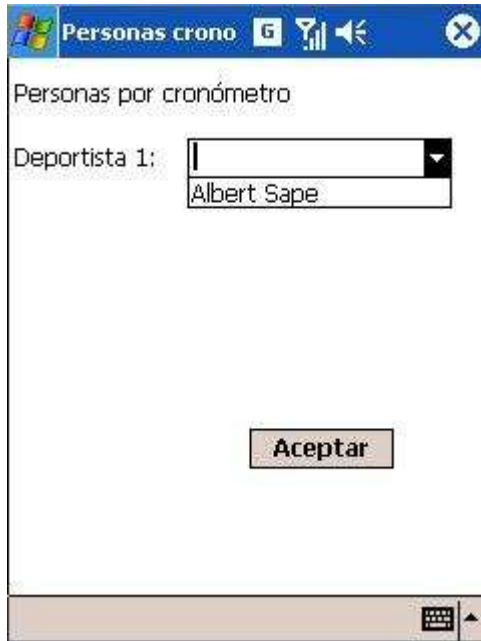 Personas crono G
Personas por cronómetro
Deportista 1:
Albert Sape
Aceptar